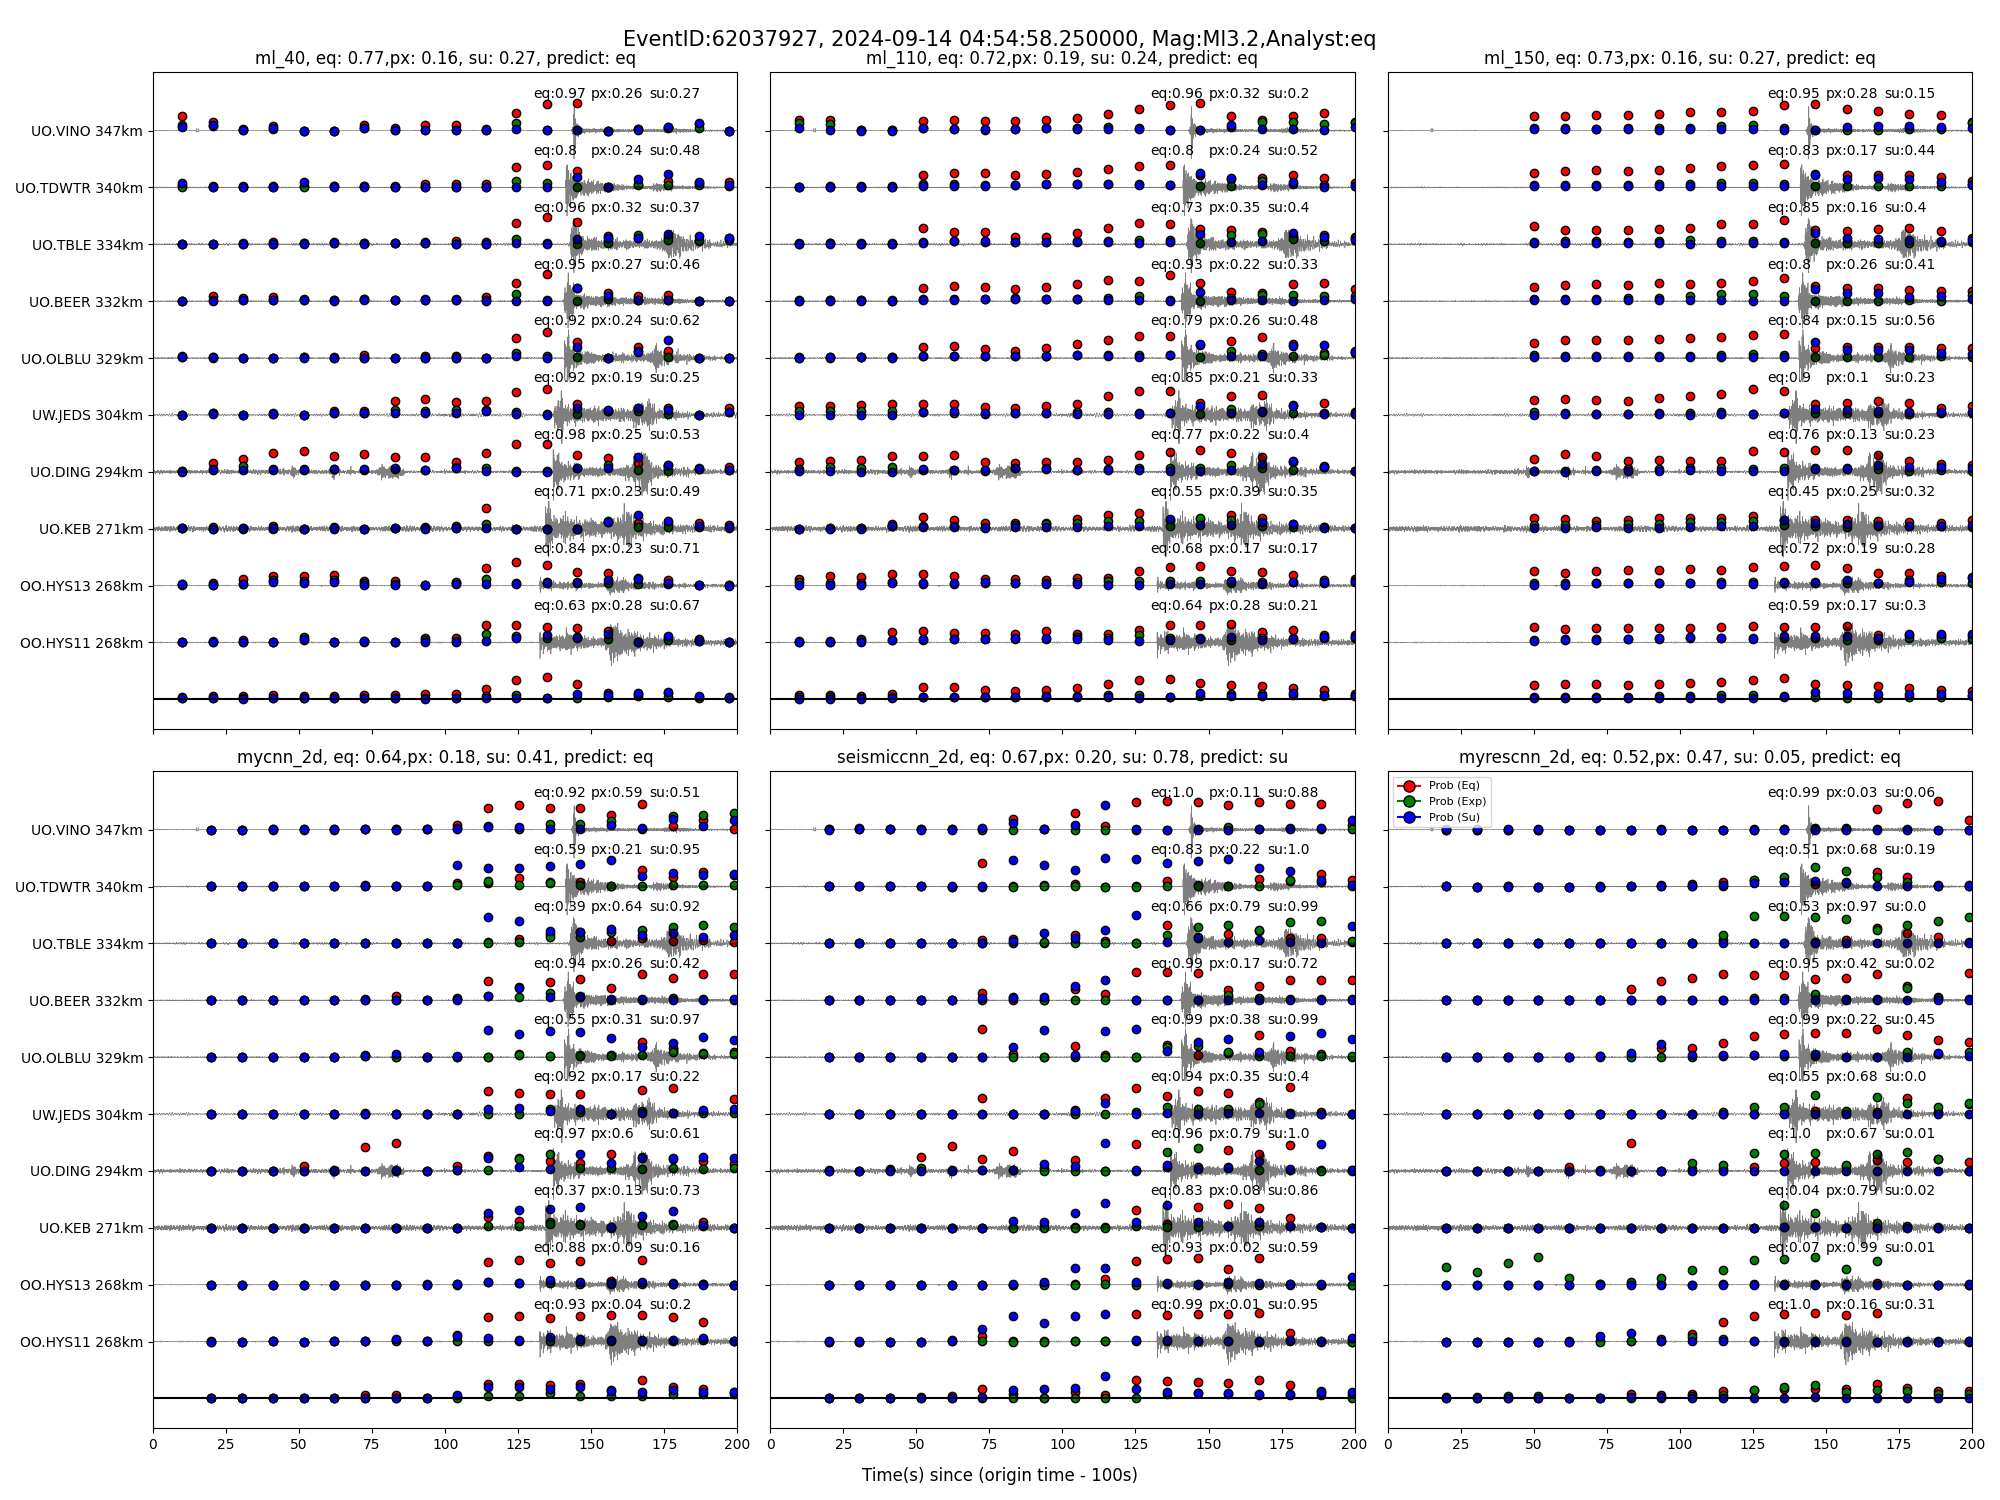 EventID:62037927, 2024-09-14 04:54:58.250000, Mag:Ml3.2,Analyst:eq
ml_40, eq: 0.77,px: 0.16, su: 0.27, predict: eq
UO.VINO 347km
eq:0.97 px:0.26 su:0.27
UO.TDWTR 340km
eq:0.8 px:0.24 su:0.48
UO.TBLE 334km
eq:0.96 px:0.32 su:0.37
UO.BEER 332km
eq:0.95 px:0.27 su:0.46
UO.OLBLU 329km
eq:0.92 px:0.24 su:0.62
UW.JEDS 304km
eq:0.92 px:0.19 su:0.25
UO.DING 294km
eq:0.98 px:0.25 su:0.53
UO.KEB 271km
eq:0.71 px:0.23 su:0.49
OO.HYS13 268km
eq:0.84 px:0.23 su:0.71
OO.HYS11 268km
eq:0.63 px:0.28 su:0.67
ml_110, eq: 0.72,px: 0.19, su: 0.24, predict: eq
eq:0.96 px:0.32 su:0.2
eq:0.8 px:0.24 su:0.52
eq:0.73 px:0.35 su:0.4
eq:0.93 px:0.22 su:0.33
eq:0.79 px:0.26 su:0.48
eq:0.85 px:0.21 su:0.33
eq:0.77 px:0.22 su:0.4
eq:0.55 px:0.39 su:0.35
eq:0.68 px:0.17 su:0.17
eq:0.64 px:0.28 su:0.21
ml_150, eq: 0.73,px: 0.16, su: 0.27, predict: eq
eq:0.95 px:0.28 su:0.15
eq:0.83 px:0.17 su:0.44
eq:0.85 px:0.16 su:0.4
eq:0.8 px:0.26 su:0.41
eq:0.84 px:0.15 su:0.56
eq:0.9 px:0.1 su:0.23
eq:0.76 px:0.13 su:0.23
eq:0.45 px:0.25 su:0.32
eq:0.72 px:0.19 su:0.28
eq:0.59 px:0.17 su:0.3
mycnn_2d, eq: 0.64,px: 0.18, su: 0.41, predict: eq
UO.VINO 347km
eq:0.92 px:0.59 su:0.51
UO.TDWTR 340km
eq:0.59 px:0.21 su:0.95
UO.TBLE 334km
eq:0.39 px:0.64 su:0.92
UO.BEER 332km
eq:0.94 px:0.26 su:0.42
UO.OLBLU 329km
eq:0.55 px:0.31 su:0.97
UW.JEDS 304km
eq:0.92 px:0.17 su:0.22
UO.DING 294km
eq:0.97 px:0.6 su:0.61
UO.KEB 271km
eq:0.37 px:0.13 su:0.73
OO.HYS13 268km
eq:0.88 px:0.09 su:0.16
OO.HYS11 268km
eq:0.93 px:0.04 su:0.2
0 25 50 75 100 125 150 175 200
seismiccnn_2d, eq: 0.67,px: 0.20, su: 0.78, predict: su
eq:1.0 px:0.11 su:0.88
eq:0.83 px:0.22 su:1.0
eq:0.66 px:0.79 su:0.99
eq:0.99 px:0.17 su:0.72
eq:0.99 px:0.38 su:0.99
eq:0.94 px:0.35 su:0.4
eq:0.96 px:0.79 su:1.0
eq:0.83 px:0.08 su:0.86
eq:0.93 px:0.02 su:0.59
eq:0.99 px:0.01 su:0.95
0 25 50 75 100 125 150 175 200
myrescnn_2d, eq: 0.52,px: 0.47, su: 0.05, predict: eq
Prob (Eq)
Prob (Exp)
Prob (Su)
eq:0.99 px:0.03 su:0.06
eq:0.51 px:0.68 su:0.19
eq:0.53 px:0.97 su:0.0
eq:0.95 px:0.42 su:0.02
eq:0.99 px:0.22 su:0.45
eq:0.55 px:0.68 su:0.0
eq:1.0 px:0.67 su:0.01
eq:0.04 px:0.79 su:0.02
eq:0.07 px:0.99 su:0.01
eq:1.0 px:0.16 su:0.31
0 25 50 75 100 125 150 175 200
Time(s) since (origin time - 100s)